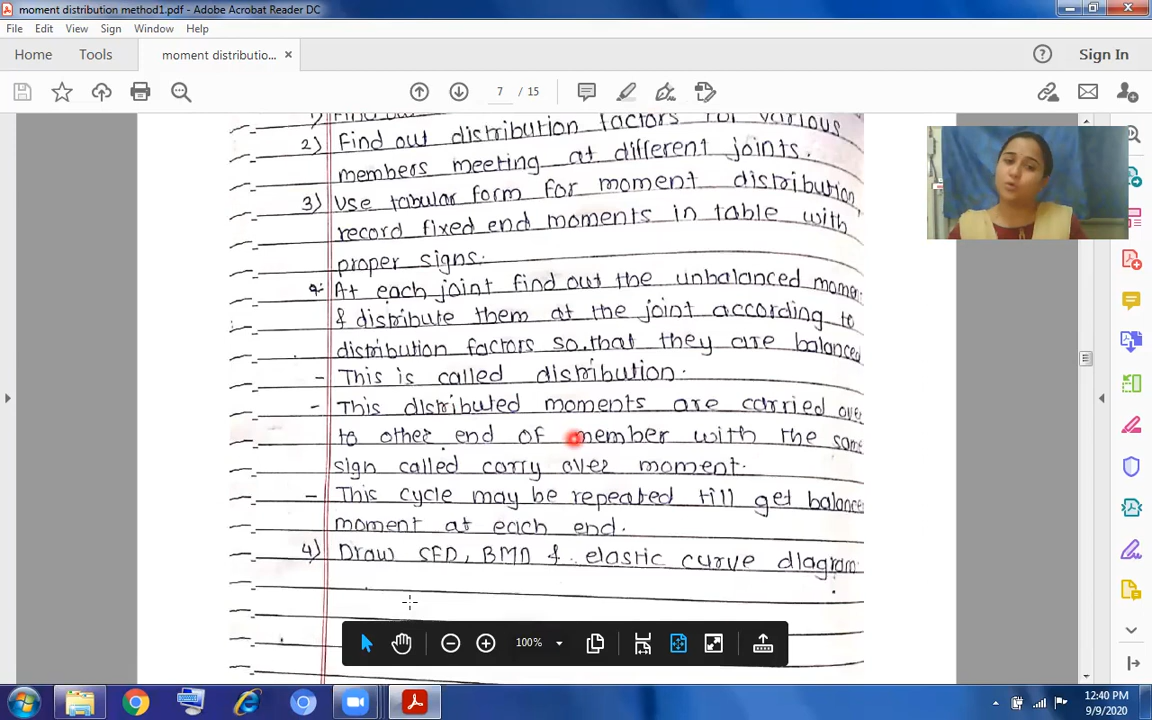 moment distribution method1.pdf - Adobe Acrobat Reader DC
File Edit View Sign Window Help
Home Tools moment distributio... × Sign In
7 / 15
1)
2) Find out distribution factors for various
members meeting at different joints.
3) Use tabular form for moment distribution,
record fixed end moments in table with
proper signs.
At each joint find out the unbalanced
& distribute them at the joint according to
distribution factors so that they are balanced
- This is called distribution.
- This distributed moments are carried over
to other end of member with the same
sign called carry over moment.
- This cycle may be repeated till get balance
moment at each end.
4) Draw SFD, BMD & elastic curve diagram
100%
12:40 PM
9/9/2020